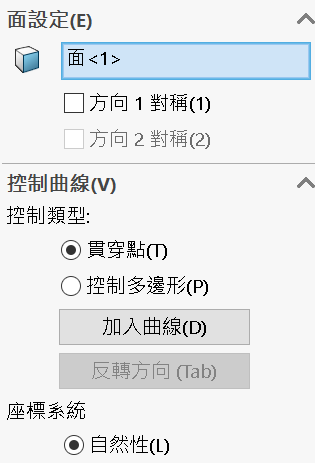 面設定(E)
面<1>
方向 1 對稱(1)
方向 2 對稱(2)
控制曲線(V)
控制類型:
貫穿點(T)
控制多邊形(P)
加入曲線(D)
反轉方向 (Tab)
座標系統
自然性(L)